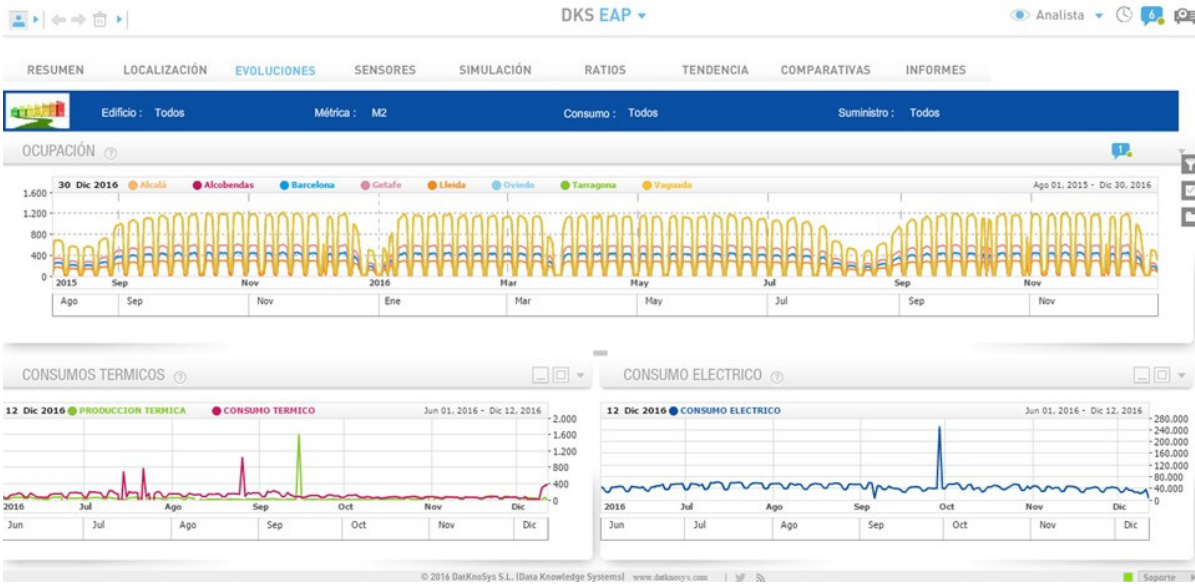 DKS EAP
Analista
6
RESUMEN LOCALIZACIÓN EVOLUCIONES SENSORES SIMULACIÓN RATIOS TENDENCIA COMPARATIVAS INFORMES
Edificio : Todos Métrica : M2 Consumo : Todos Suministro : Todos
OCUPACIÓN ?
1
30 Dic 2016 Alcalá Alcobendas Barcelona Getafe Lleida Oviedo Tarragona Vaguada Ago 01, 2015 - Dic 30, 2016
1.600
1.200
800
400
0
2015 Sep Nov 2016 Mar May Jul Sep Nov
Ago Sep Nov Ene Mar May Jul Sep Nov
CONSUMOS TERMICOS ?
12 Dic 2016 PRODUCCION TERMICA CONSUMO TERMICO Jun 01, 2016 - Dic 12, 2016
2.000
1.600
1.200
800
400
0
2016 Jul Ago Sep Oct Nov Dic
Jun Jul Ago Sep Oct Nov Dic
CONSUMO ELECTRICO ?
12 Dic 2016 CONSUMO ELECTRICO Jun 01, 2016 - Dic 12, 2016
280.000
240.000
200.000
160.000
120.000
80.000
40.000
0
2016 Jul Ago Sep Oct Nov Dic
Jun Jul Ago Sep Oct Nov Dic
© 2016 DatKnoSys S.L. (Data Knowledge Systems) www.datknosys.com
Soporte